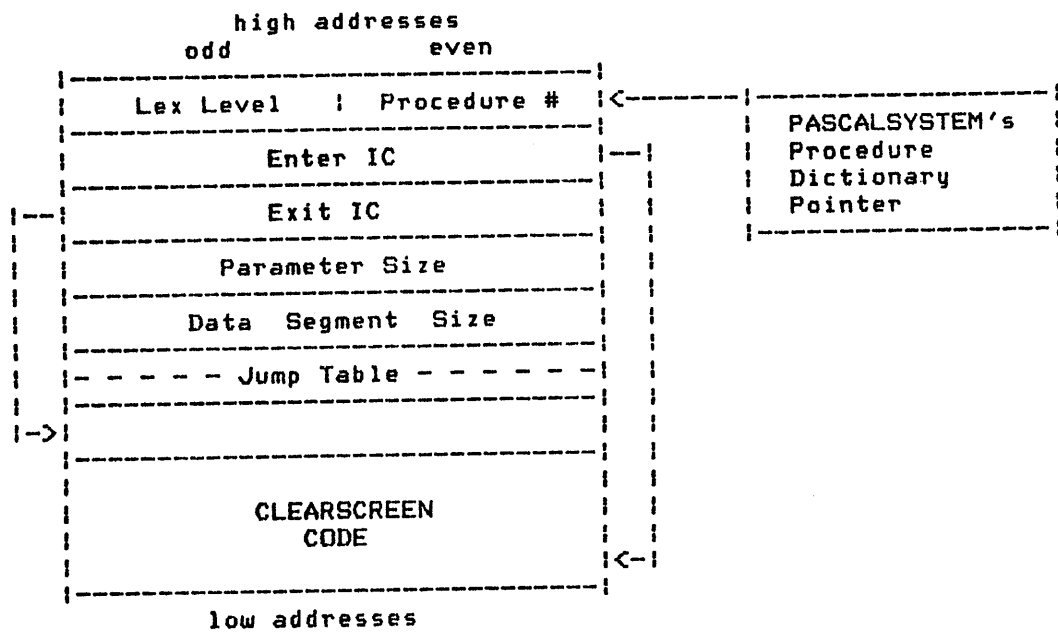 high addresses
odd even
Lex Level | Procedure #
Enter IC
Exit IC
Parameter Size
Data Segment Size
Jump Table
CLEARSCREEN
CODE
low addresses
PASCALSYSTEM's
Procedure
Dictionary
Pointer